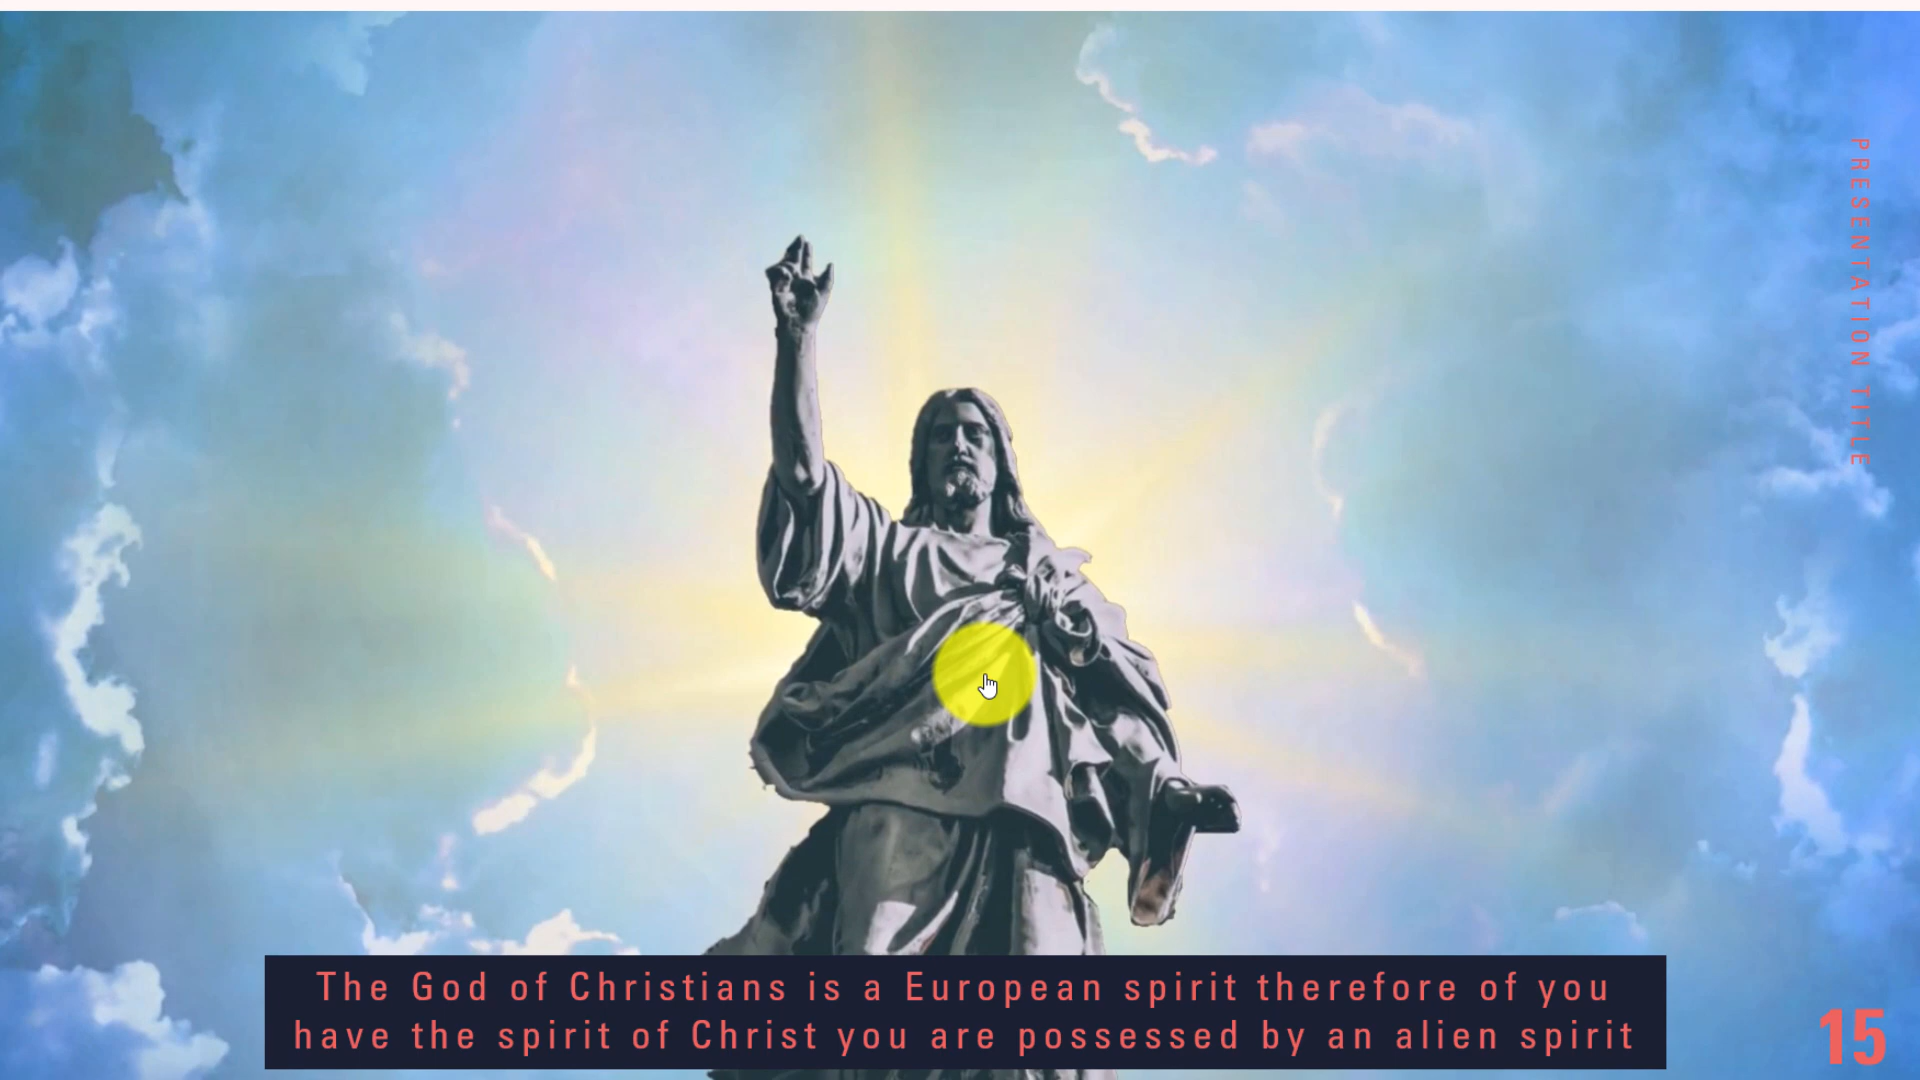 PRESENTATION TITLE
The God of Christians is a European spirit therefore of you
have the spirit of Christ you are possessed by an alien spirit
15